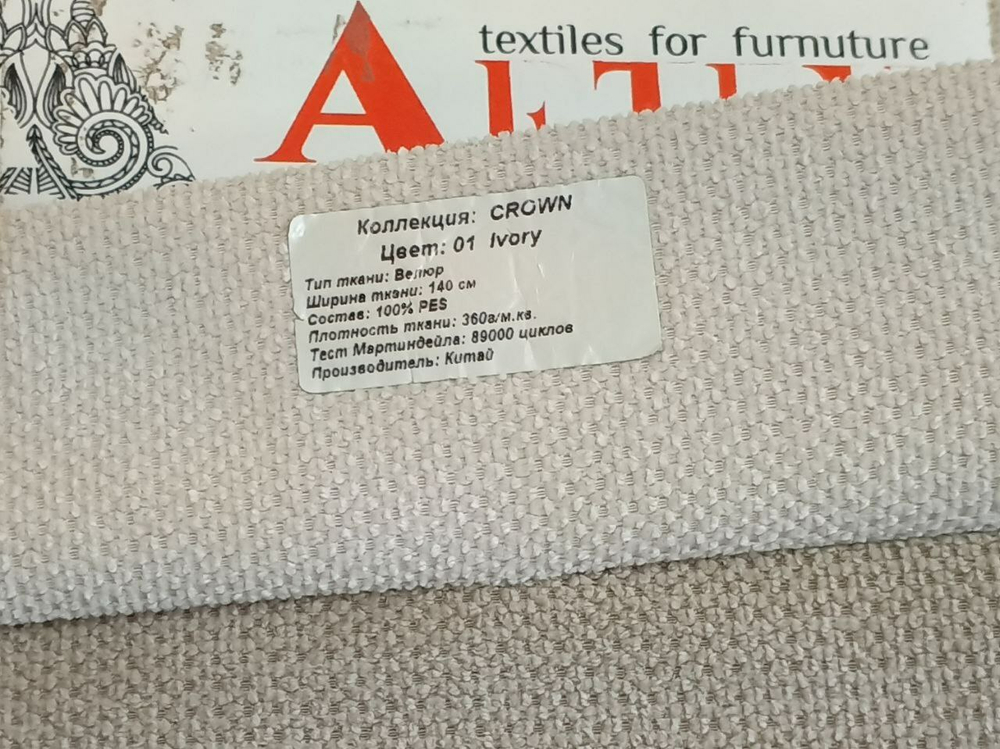 textiles for furnuture
Коллекция: CROWN
Цвет: 01 Ivory
Тип ткани: Велюр
Ширина ткани: 140 см
Состав: 100% PES
Плотность ткани: 360г/м.кв.
Тест Мартиндейла: 89000 циклов
Производитель: Китай